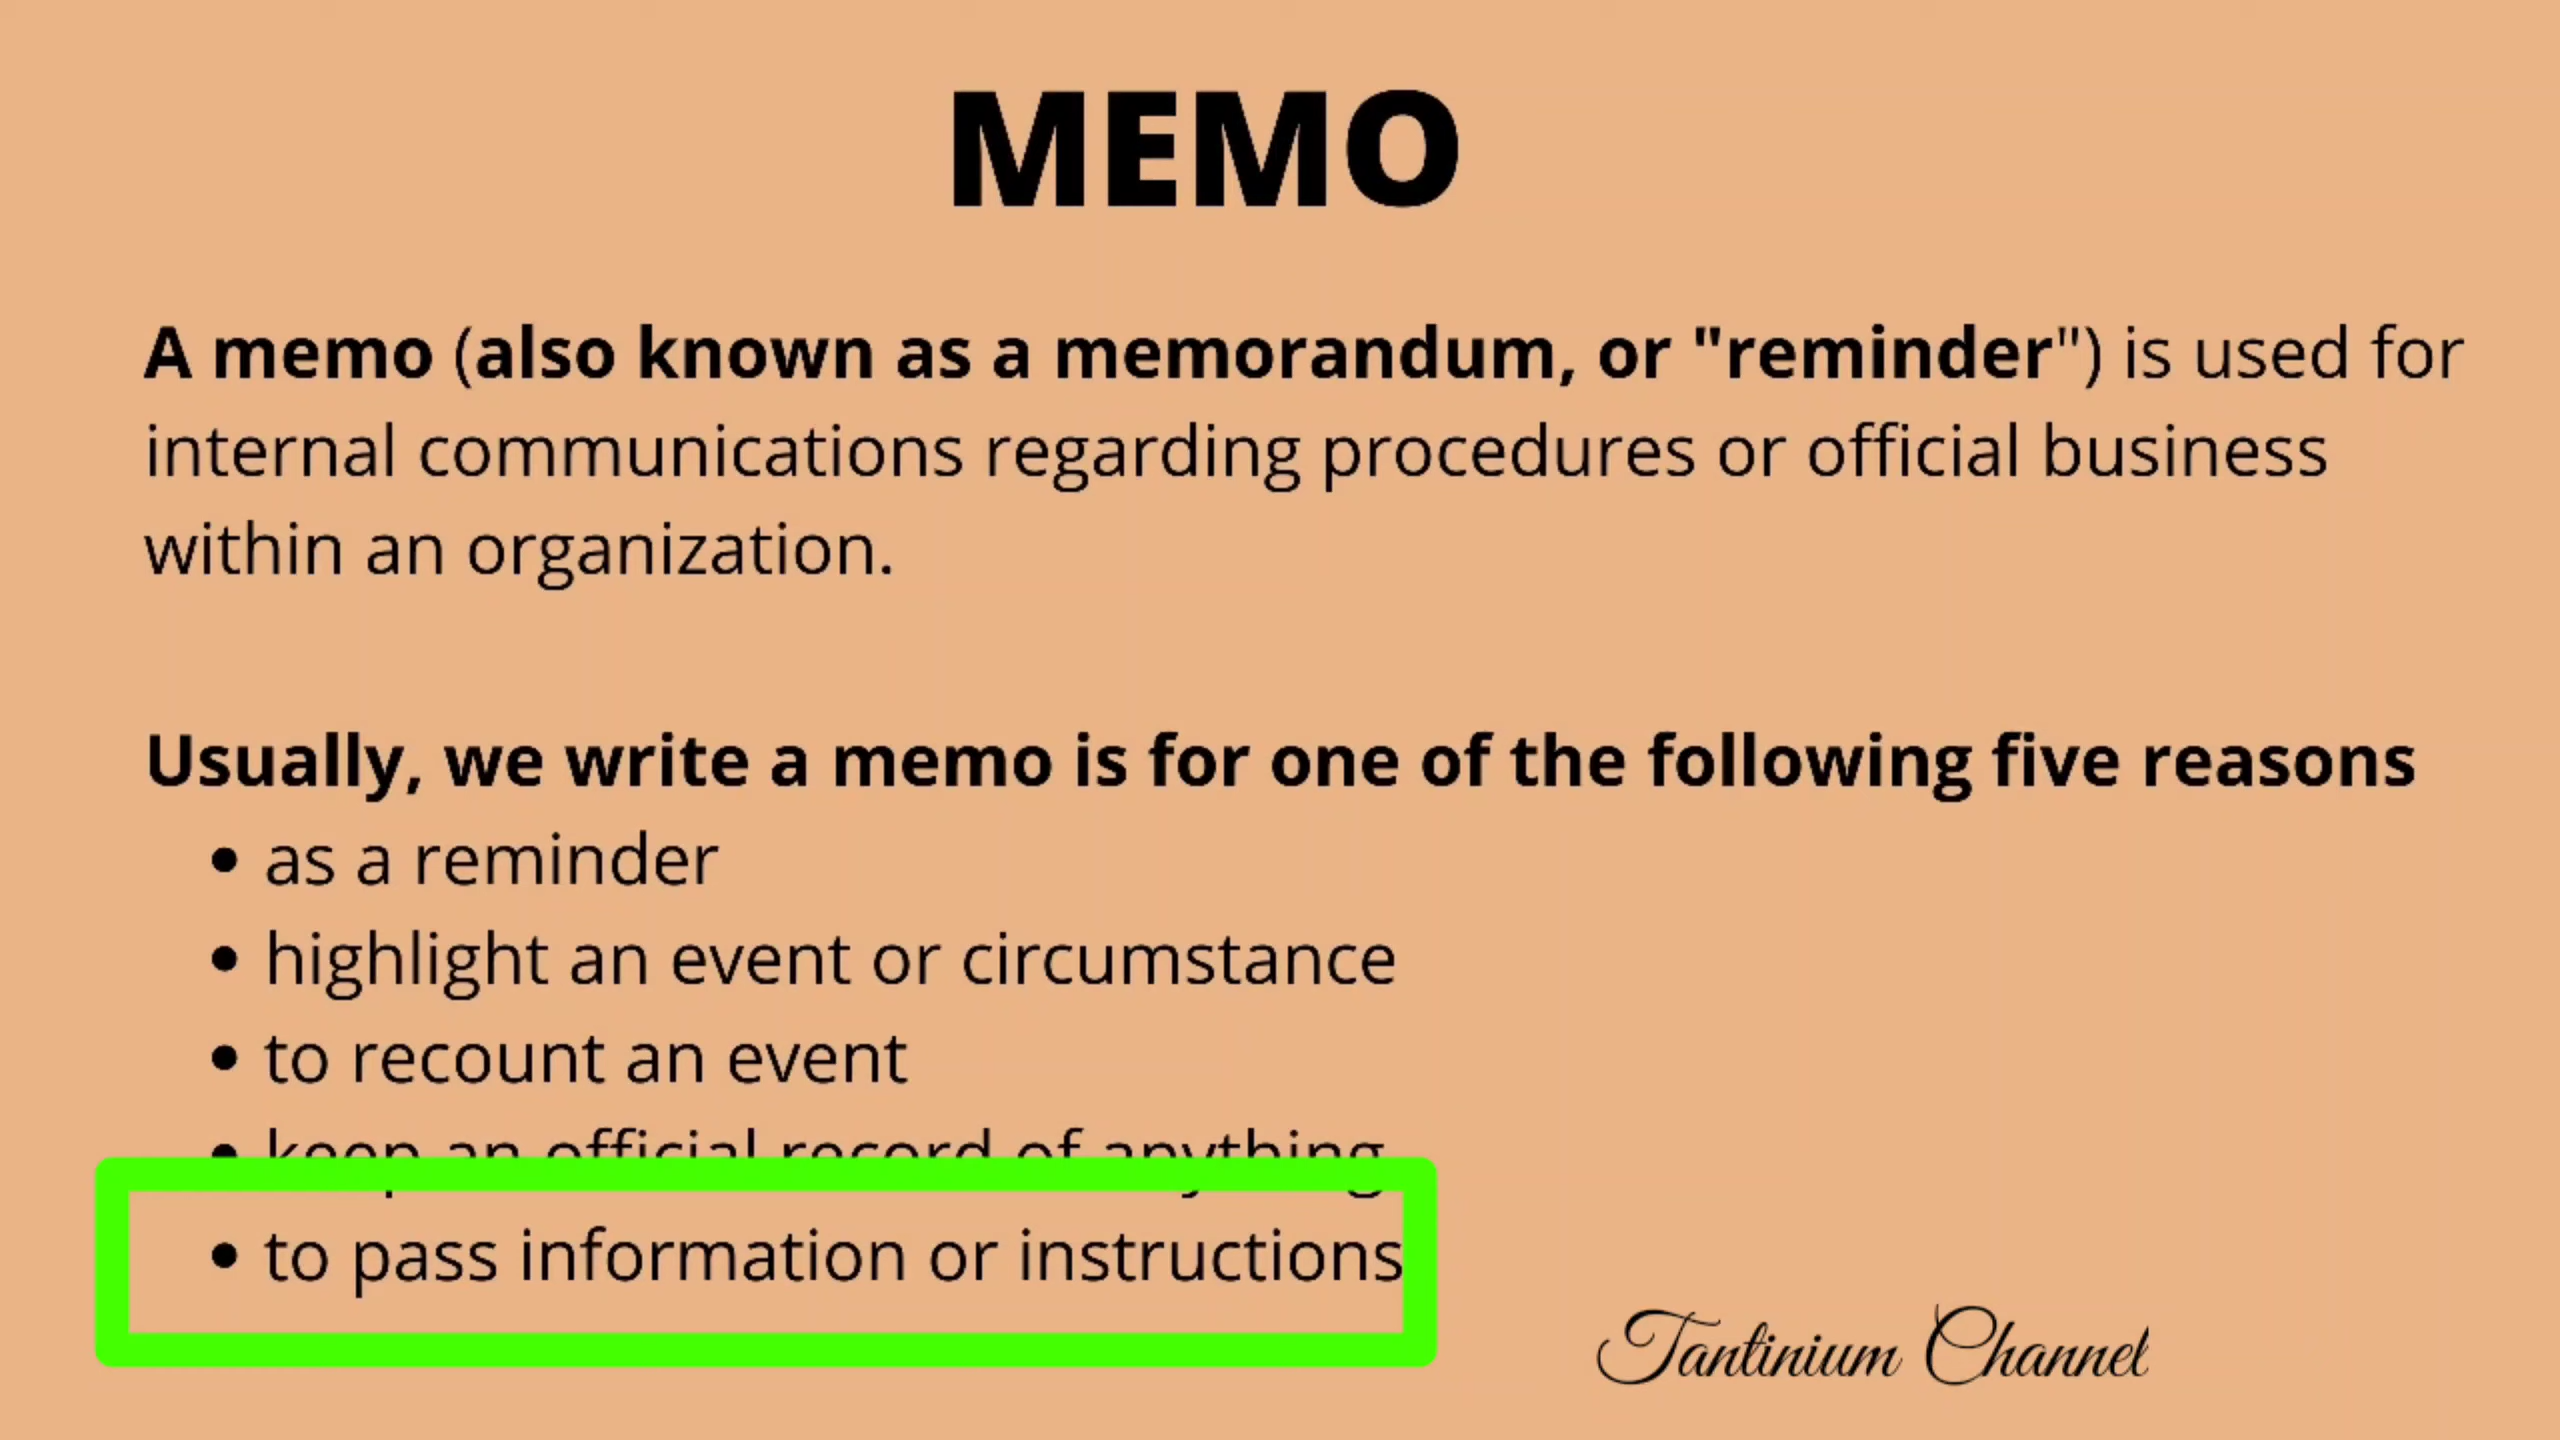 MEMO
A memo (also known as a memorandum, or "reminder") is used for
internal communications regarding procedures or official business
within an organization.
Usually, we write a memo is for one of the following five reasons
• as a reminder
• highlight an event or circumstance
• to recount an event
• keep an official record of anything
• to pass information or instructions
Tantinium Channel